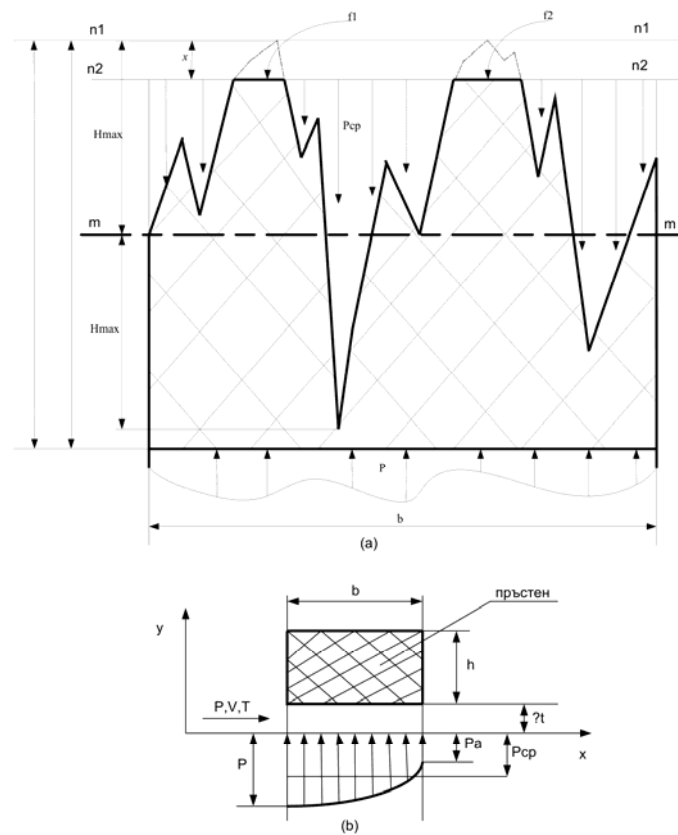 n1
f1
f2
n1
x
n2
n2
Hmax
Pcp
m
m
Hmax
P
b
(a)
b
пръстен
y
h
P,V,T
?t
x
P
Pa
Pcp
(b)